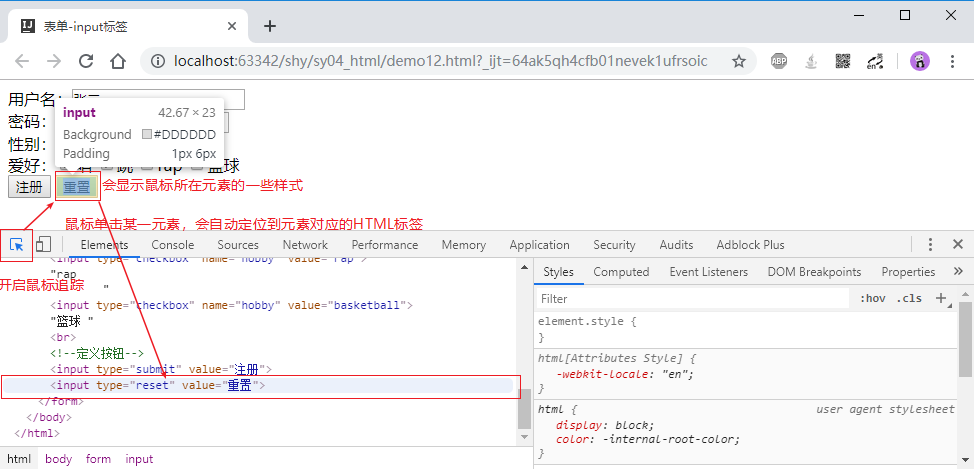 表单-input标签
localhost:63342/shy/sy04_html/demo12.html?_ijt=64ak5qh4cfb01nevek1ufrsoic
ABP
en
用户名:
input 42.67 × 23
密码:
Background #DDDDDD
性别:
Padding 1px 6px
爱好: 跳 rap 篮球
注册 重置 会显示鼠标所在元素的一些样式
鼠标单击某一元素，会自动定位到元素对应的HTML标签
Elements Console Sources Network Performance Memory Application Security Audits Adblock Plus
<input type="checkbox" name="hobby" value="rap">
"rap
开启鼠标追踪 "
<input type="checkbox" name="hobby" value="basketball">
"篮球 "
<br>
<!--定义按钮-->
<input type="submit" value="注册">
<input type="reset" value="重置">
</form>
</body>
</html>
html body form input
Styles Computed Event Listeners DOM Breakpoints Properties
Filter :hov .cls
element.style {
}
html[Attributes Style] {
-webkit-locale: "en";
}
html { user agent stylesheet
display: block;
color: -internal-root-color;
}